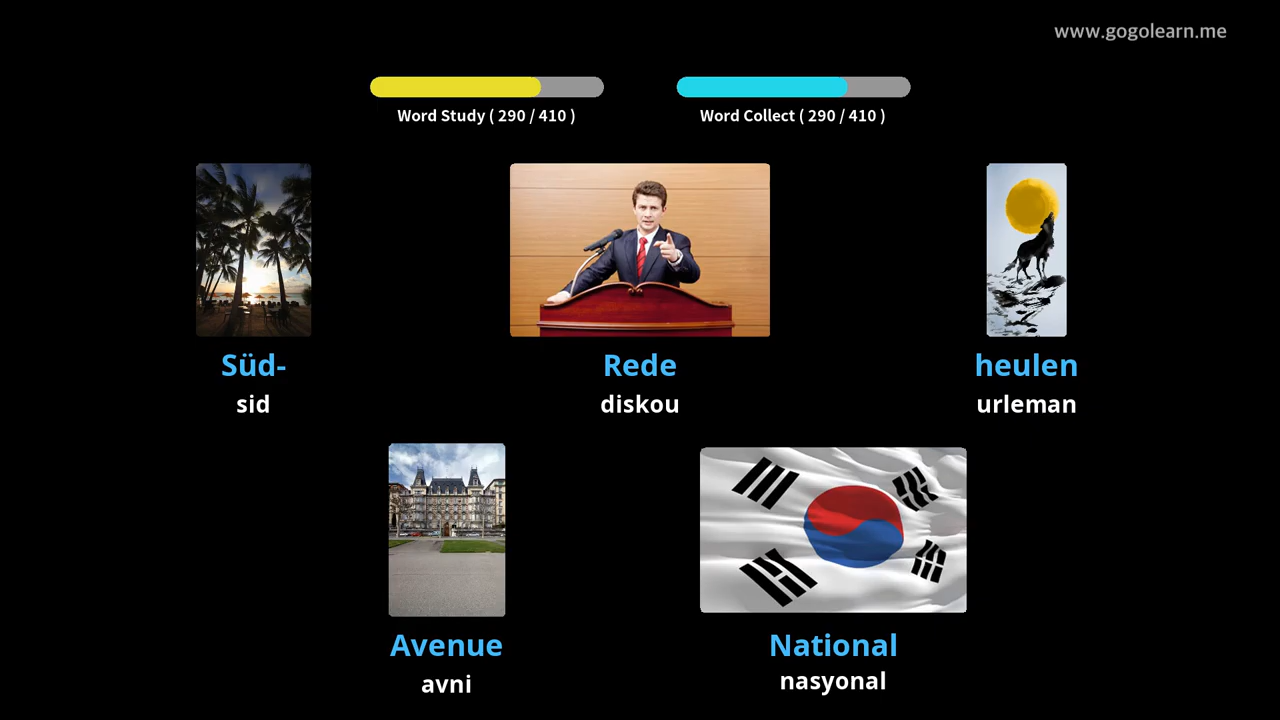 www.gogolearn.me
Word Study ( 290 / 410 )
Word Collect ( 290 / 410 )
Süd-
sid
Rede
diskou
heulen
urleman
Avenue
avni
National
nasyonal